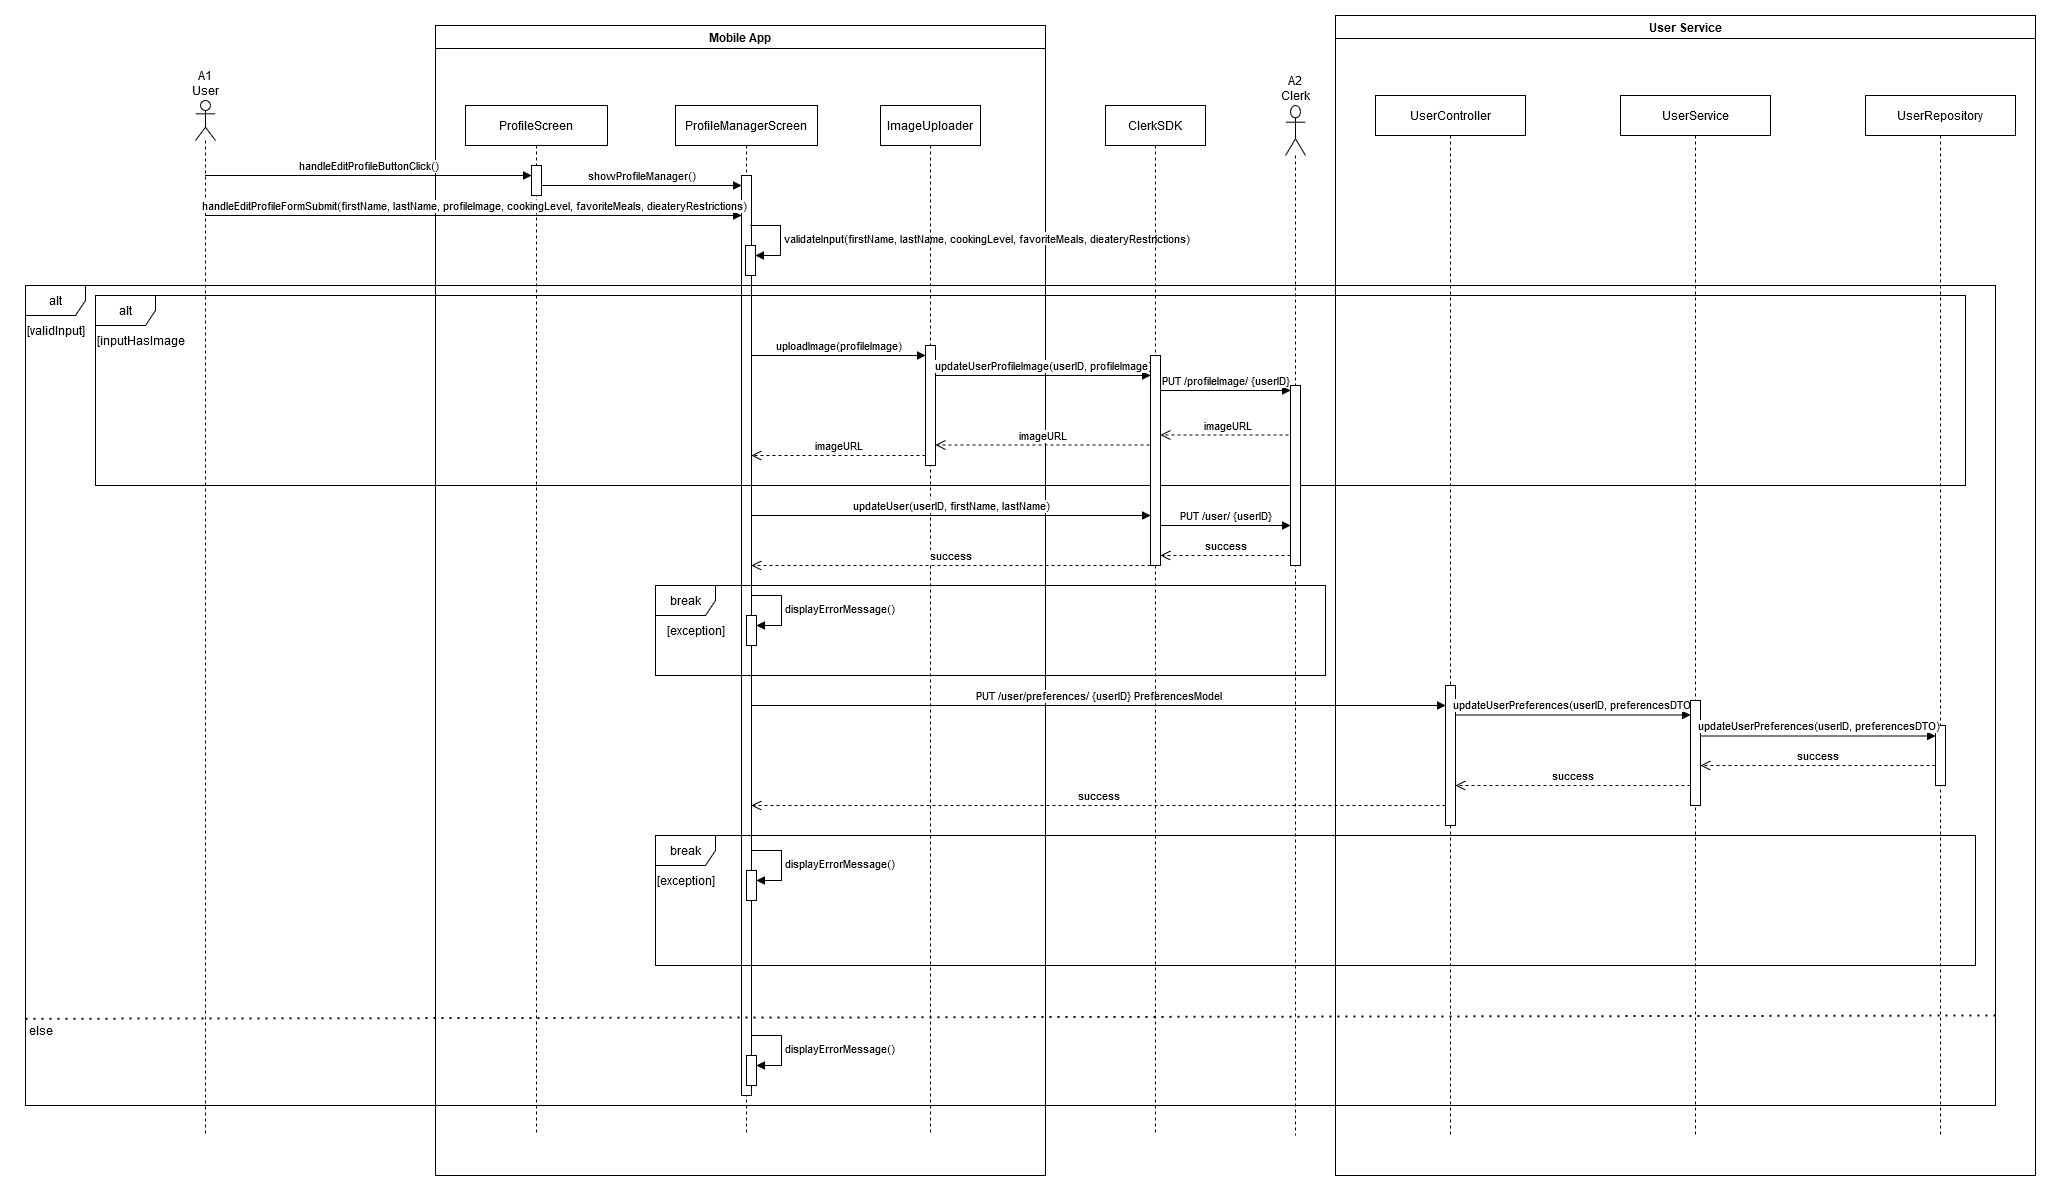 Mobile App
User Service
A1
User
A2
Clerk
ProfileScreen
ProfileManagerScreen
ImageUploader
ClerkSDK
UserController
UserService
UserRepository
handleEditProfileButtonClick()
showProfileManager()
handleEditProfileFormSubmit(firstName, lastName, profileImage, cookingLevel, favoriteMeals, dieateryRestrictions)
validateInput(firstName, lastName, cookingLevel, favoriteMeals, dieateryRestrictions)
alt
[validInput]
alt
[inputHasImage
uploadImage(profileImage)
updateUserProfileImage(userID, profileImage)
PUT /profileImage/ {userID}
imageURL
imageURL
imageURL
updateUser(userID, firstName, lastName)
PUT /user/ {userID}
success
success
break
[exception]
displayErrorMessage()
PUT /user/preferences/ {userID} PreferencesModel
updateUserPreferences(userID, preferencesDTO
updateUserPreferences(userID, preferencesDTO)
success
success
success
break
[exception]
displayErrorMessage()
else
displayErrorMessage()